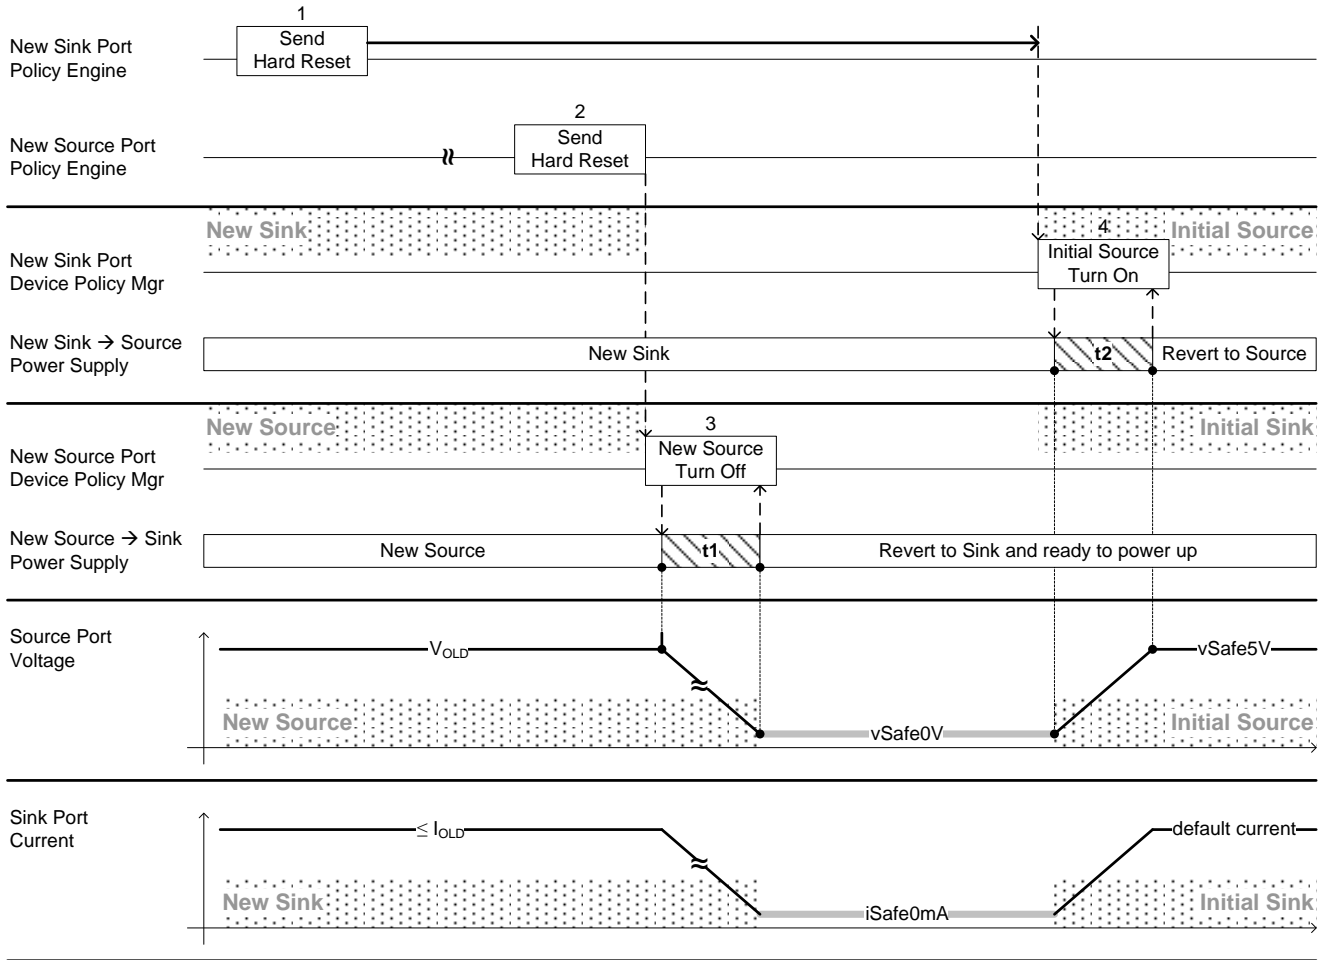 1
Send
Hard Reset
New Sink Port
Policy Engine
2
Send
Hard Reset
New Source Port
Policy Engine
New Sink
4
Initial Source
New Sink Port
Device Policy Mgr
Initial Source
Turn On
New Sink → Source
Power Supply
New Sink
t2
Revert to Source
New Source
3
Initial Sink
New Source Port
Device Policy Mgr
New Source
Turn Off
New Source → Sink
Power Supply
New Source
t1
Revert to Sink and ready to power up
Source Port
Voltage
VOLD
vSafe5V
New Source
Initial Source
vSafe0V
Sink Port
Current
≤ IOLD
default current
New Sink
Initial Sink
iSafe0mA